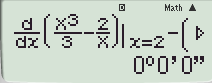 D Math ▲
d/dx(x³/3-2/x)|x=2-(▷
0°0'0"